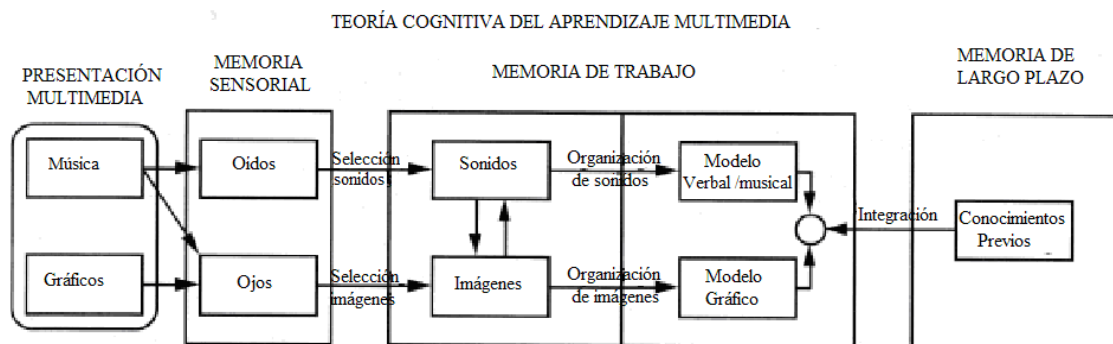 TEORÍA COGNITIVA DEL APRENDIZAJE MULTIMEDIA
PRESENTACIÓN
MULTIMEDIA
MEMORIA
SENSORIAL
MEMORIA DE TRABAJO
MEMORIA DE
LARGO PLAZO
Música
Oidos
Selección
sonidos
Sonidos
Organización
de sonidos
Modelo
Verbal /musical
Integración
Conocimientos
Previos
Gráficos
Ojos
Selección
imágenes
Imágenes
Organización
de imágenes
Modelo
Gráfico